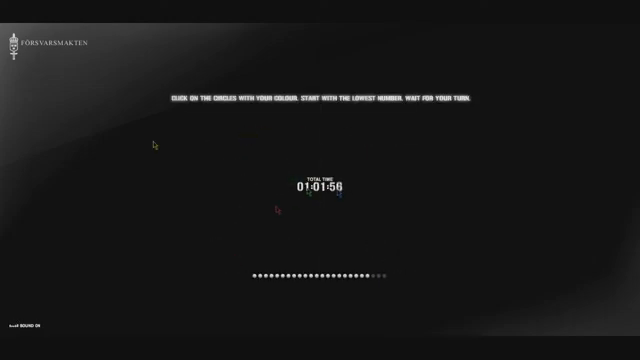 FÖRSVARSMAKTEN
CLICK ON THE CIRCLES WITH YOUR COLOUR. START WITH THE LOWEST NUMBER. WAIT FOR YOUR TURN.
TOTAL TIME
01:01:56
SOUND ON